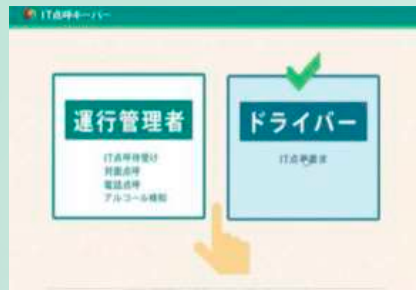 IT点呼キーパー
運行管理者
IT点呼待受け
対面点呼
電話点呼
アルコール検知
ドライバー
IT点呼要求